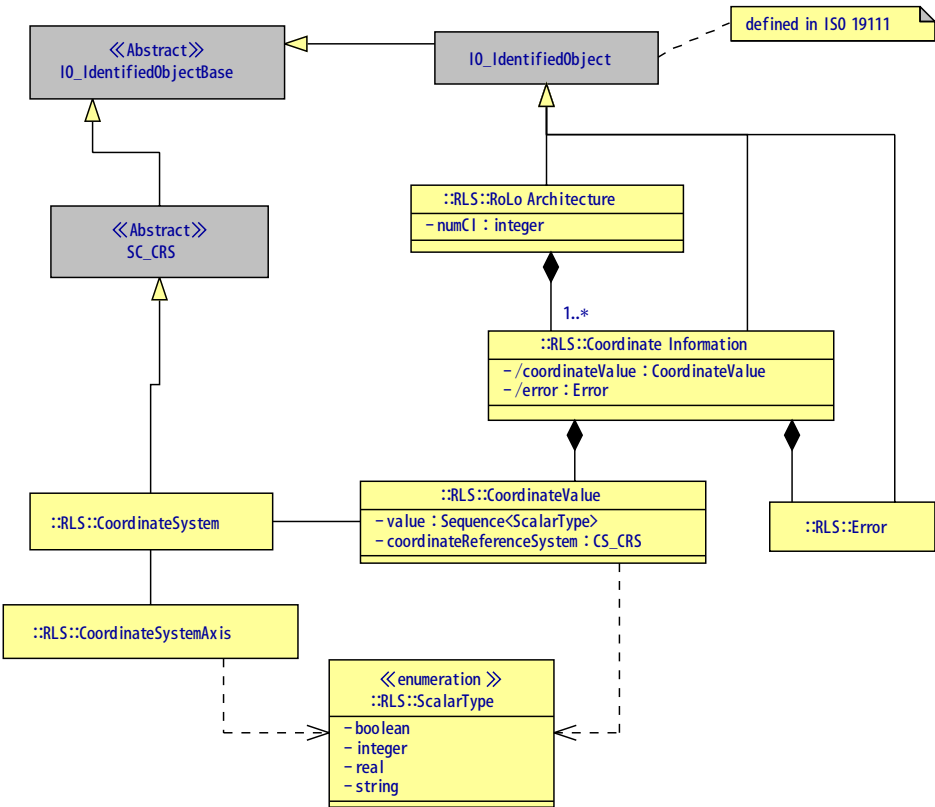 defined in ISO 19111
≪Abstract≫
IO_IdentifiedObjectBase
IO_IdentifiedObject
::RLS::RoLo Architecture
- numCI : integer
≪Abstract≫
SC_CRS
1..*
::RLS::Coordinate Information
- /coordinateValue : CoordinateValue
- /error : Error
::RLS::CoordinateSystem
::RLS::CoordinateValue
- value : Sequence<ScalarType>
- coordinateReferenceSystem : CS_CRS
::RLS::Error
::RLS::CoordinateSystemAxis
≪enumeration ≫
::RLS::ScalarType
- boolean
- integer
- real
- string